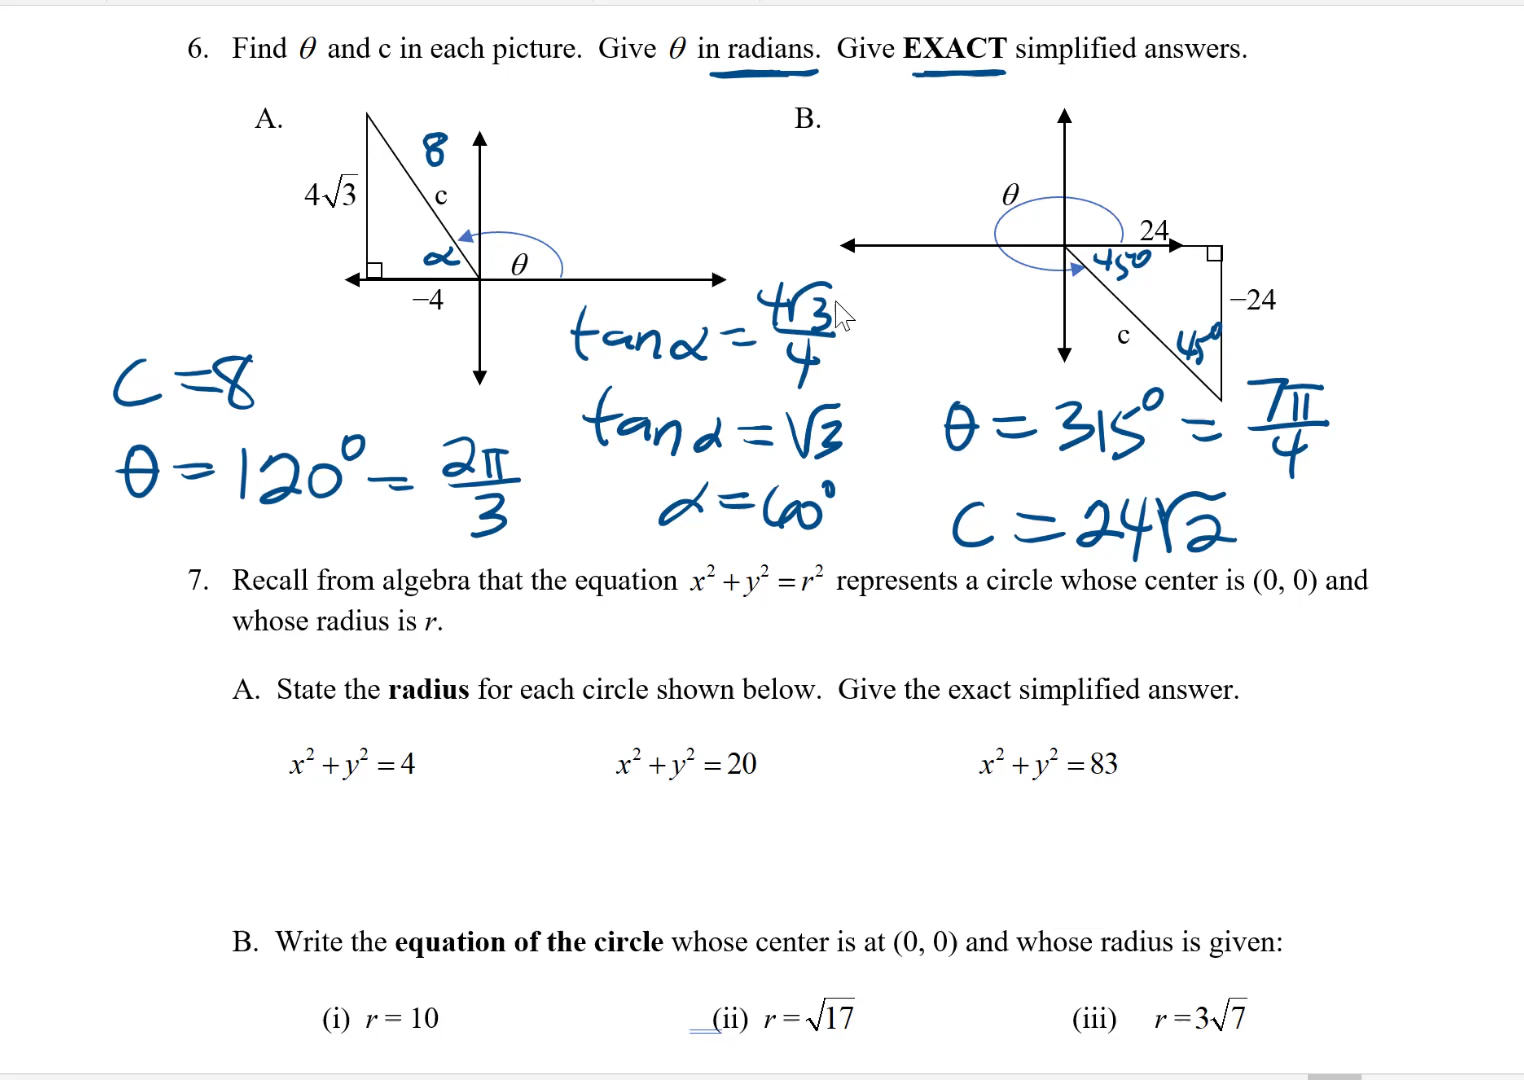 6. Find θ and c in each picture. Give θ in radians. Give EXACT simplified answers.
A.
8
4√3
c
α
θ
−4
tanα = 4√3/4
C = 8
tanα = √3
θ = 120° = 2π/3
α = 60°
B.
θ
24
45°
−24
c
45°
θ = 315° = 7π/4
C = 24√2
7. Recall from algebra that the equation x² + y² = r² represents a circle whose center is (0, 0) and
whose radius is r.
A. State the radius for each circle shown below. Give the exact simplified answer.
x² + y² = 4 x² + y² = 20 x² + y² = 83
B. Write the equation of the circle whose center is at (0, 0) and whose radius is given:
(i) r = 10 (ii) r = √17 (iii) r = 3√7